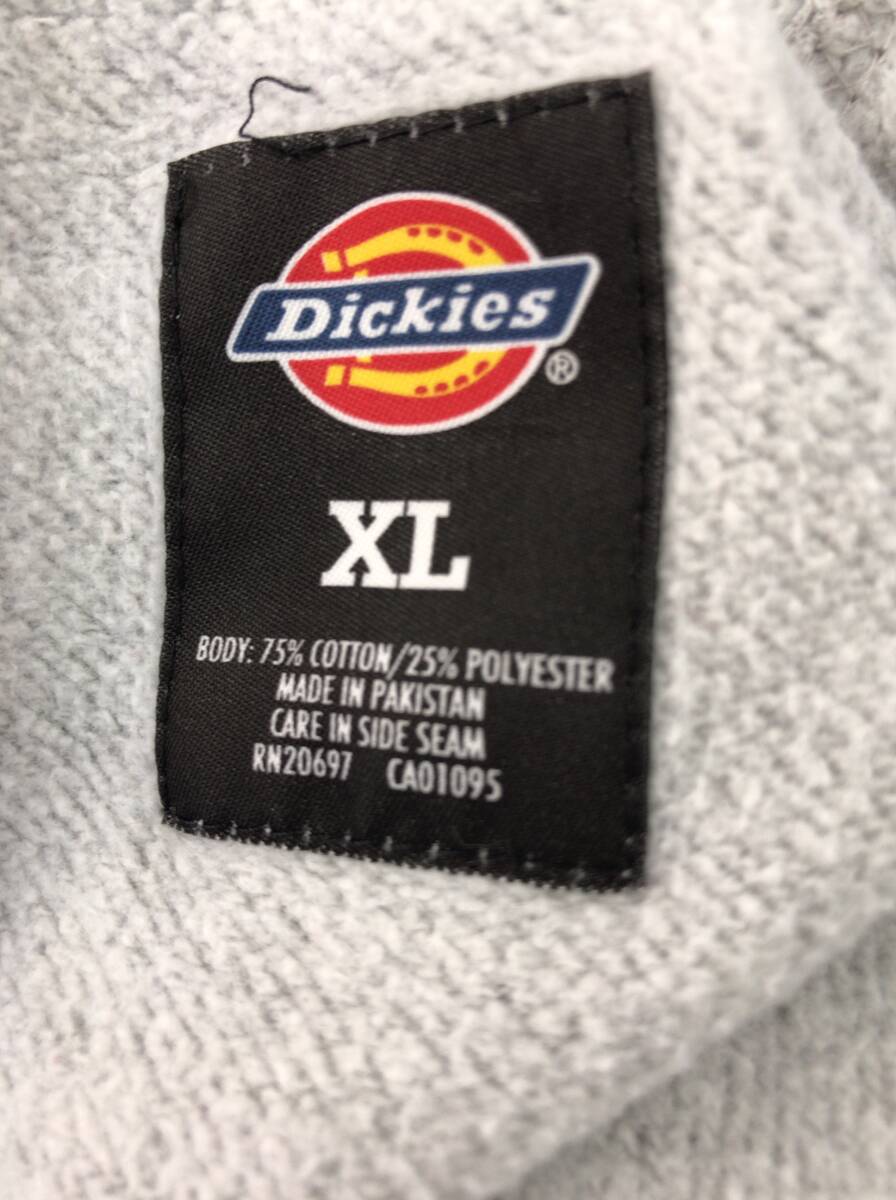 Dickies
®
XL
BODY: 75% COTTON/25% POLYESTER
MADE IN PAKISTAN
CARE IN SIDE SEAM
RN20697 CA01095